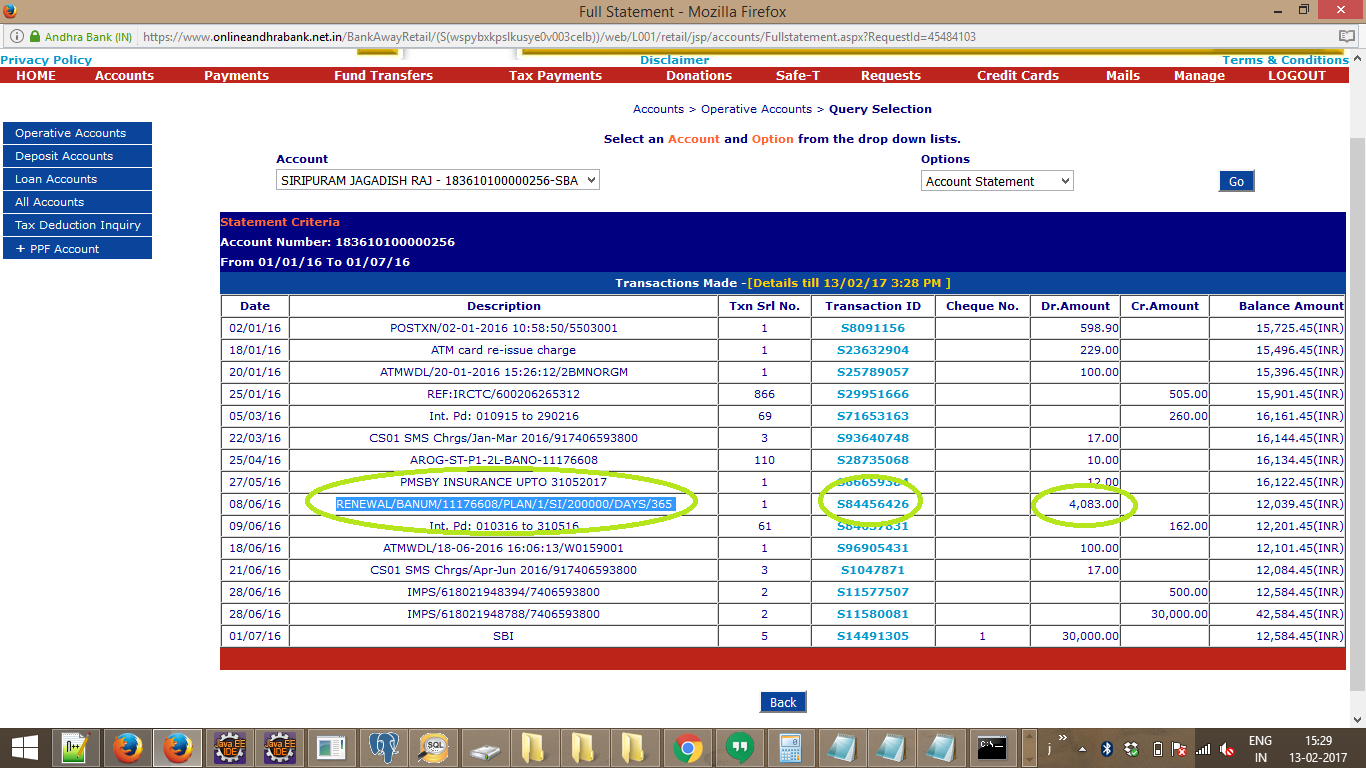 Full Statement - Mozilla Firefox
Andhra Bank (IN) https://www.onlineandhrabank.net.in/BankAwayRetail/(S(wspybxkpslkusye0v003celb))/web/L001/retail/jsp/accounts/Fullstatement.aspx?RequestId=45484103
Privacy Policy Disclaimer Terms & Conditions
HOME Accounts Payments Fund Transfers Tax Payments Donations Safe-T Requests Credit Cards Mails Manage LOGOUT
Accounts > Operative Accounts > Query Selection
Operative Accounts
Deposit Accounts
Loan Accounts
All Accounts
Tax Deduction Inquiry
+ PPF Account
Select an Account and Option from the drop down lists.
Account Options
SIRIPURAM JAGADISH RAJ - 183610100000256-SBA Account Statement Go
Statement Criteria
Account Number: 183610100000256
From 01/01/16 To 01/07/16
Transactions Made -[Details till 13/02/17 3:28 PM ]
Date Description Txn Srl No. Transaction ID Cheque No. Dr.Amount Cr.Amount Balance Amount
02/01/16 POSTXN/02-01-2016 10:58:50/5503001 1 S8091156 598.90 15,725.45(INR)
18/01/16 ATM card re-issue charge 1 S23632904 229.00 15,496.45(INR)
20/01/16 ATMWDL/20-01-2016 15:26:12/2BMNORGM 1 S25789057 100.00 15,396.45(INR)
25/01/16 REF:IRCTC/600206265312 866 S29951666 505.00 15,901.45(INR)
05/03/16 Int. Pd: 010915 to 290216 69 S71653163 260.00 16,161.45(INR)
22/03/16 CS01 SMS Chrgs/Jan-Mar 2016/917406593800 3 S93640748 17.00 16,144.45(INR)
25/04/16 AROG-ST-P1-2L-BANO-11176608 110 S28735068 10.00 16,134.45(INR)
27/05/16 PMSBY INSURANCE UPTO 31052017 1 S66659384 12.00 16,122.45(INR)
08/06/16 RENEWAL/BANUM/11176608/PLAN/1/SI/200000/DAYS/365 1 S84456426 4,083.00 12,039.45(INR)
09/06/16 Int. Pd: 010316 to 310516 61 S84637831 162.00 12,201.45(INR)
18/06/16 ATMWDL/18-06-2016 16:06:13/W0159001 1 S96905431 100.00 12,101.45(INR)
21/06/16 CS01 SMS Chrgs/Apr-Jun 2016/917406593800 3 S1047871 17.00 12,084.45(INR)
28/06/16 IMPS/618021948394/7406593800 2 S11577507 500.00 12,584.45(INR)
28/06/16 IMPS/618021948788/7406593800 2 S11580081 30,000.00 42,584.45(INR)
01/07/16 SBI 5 S14491305 1 30,000.00 12,584.45(INR)
Back
Java EE IDE Java EE IDE SQL C:\ j » ENG 15:29
IN 13-02-2017